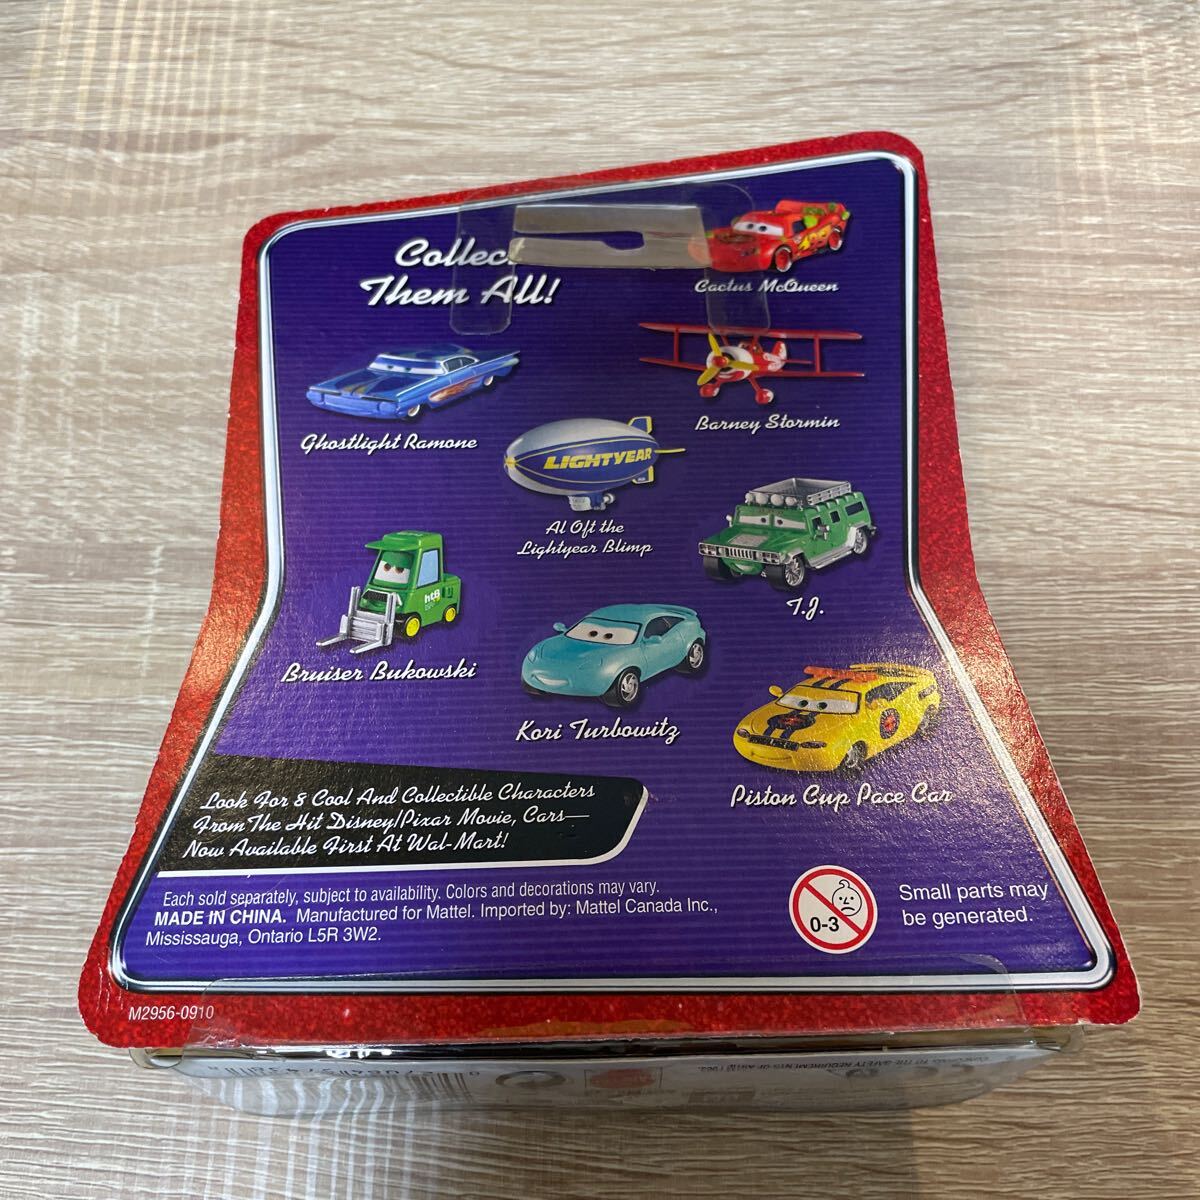 Collect
Them All!
Cactus McQueen
Ghostlight Ramone
Barney Stormin
LIGHTYEAR
Al Oft the
Lightyear Blimp
T.J.
ht8
Bruiser Bukowski
Kori Turbowitz
Piston Cup Pace Car
Look For 8 Cool And Collectible Characters
From The Hit Disney/Pixar Movie, Cars—
Now Available First At Wal-Mart!
Each sold separately, subject to availability. Colors and decorations may vary.
MADE IN CHINA. Manufactured for Mattel. Imported by: Mattel Canada Inc.,
Mississauga, Ontario L5R 3W2.
0-3
Small parts may
be generated.
M2956-0910